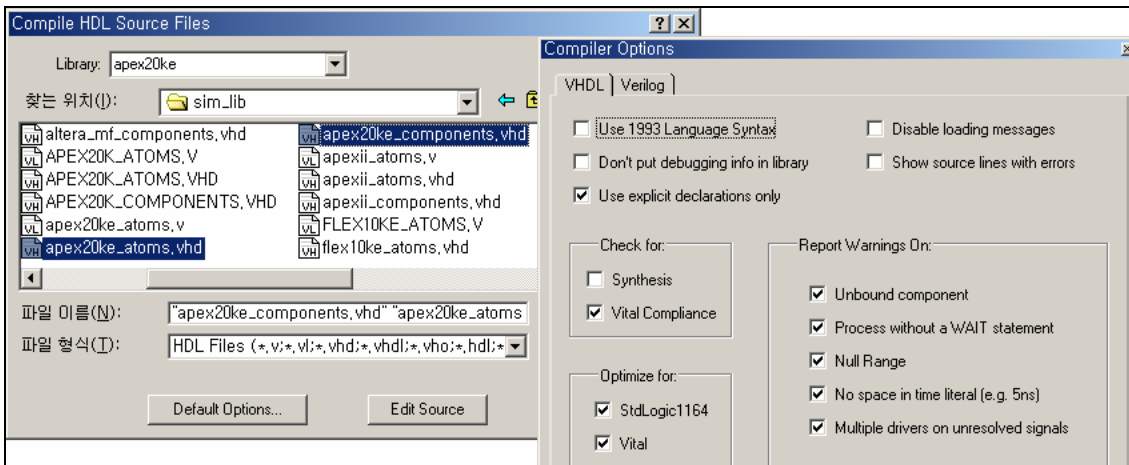 Compile HDL Source Files
Library: apex20ke
찾는 위치(I): sim_lib
altera_mf_components.vhd
APEX20K_ATOMS.V
APEX20K_ATOMS.VHD
APEX20K_COMPONENTS.VHD
apex20ke_atoms.v
apex20ke_atoms.vhd
apex20ke_components.vhd
apexii_atoms.v
apexii_atoms.vhd
apexii_components.vhd
FLEX10KE_ATOMS.V
flex10ke_atoms.vhd
파일 이름(N): "apex20ke_components.vhd" "apex20ke_atoms
파일 형식(T): HDL Files (*.v;*.vl;*.vhd;*.vhdl;*.vho;*.hdl;*
Default Options... Edit Source
Compiler Options
VHDL Verilog
Use 1993 Language Syntax
Don't put debugging info in library
Use explicit declarations only
Disable loading messages
Show source lines with errors
Check for:
Synthesis
Vital Compliance
Optimize for:
StdLogic1164
Vital
Report Warnings On:
Unbound component
Process without a WAIT statement
Null Range
No space in time literal (e.g. 5ns)
Multiple drivers on unresolved signals